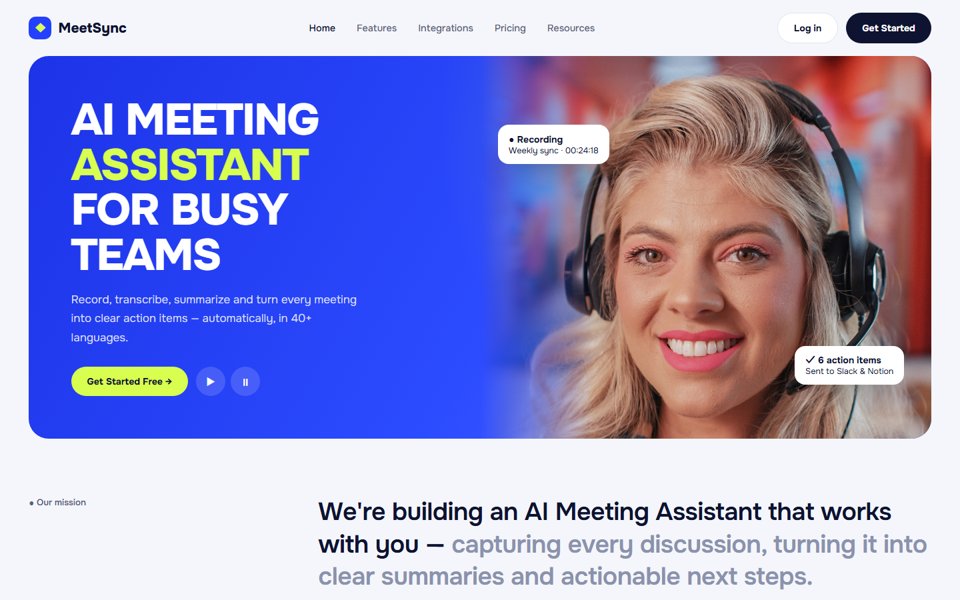 MeetSync
Home Features Integrations Pricing Resources
Log in
Get Started
AI MEETING
ASSISTANT
FOR BUSY
TEAMS
Record, transcribe, summarize and turn every meeting
into clear action items — automatically, in 40+
languages.
Get Started Free →
● Recording
Weekly sync · 00:24:18
✓ 6 action items
Sent to Slack & Notion
● Our mission
We're building an AI Meeting Assistant that works
with you — capturing every discussion, turning it into
clear summaries and actionable next steps.